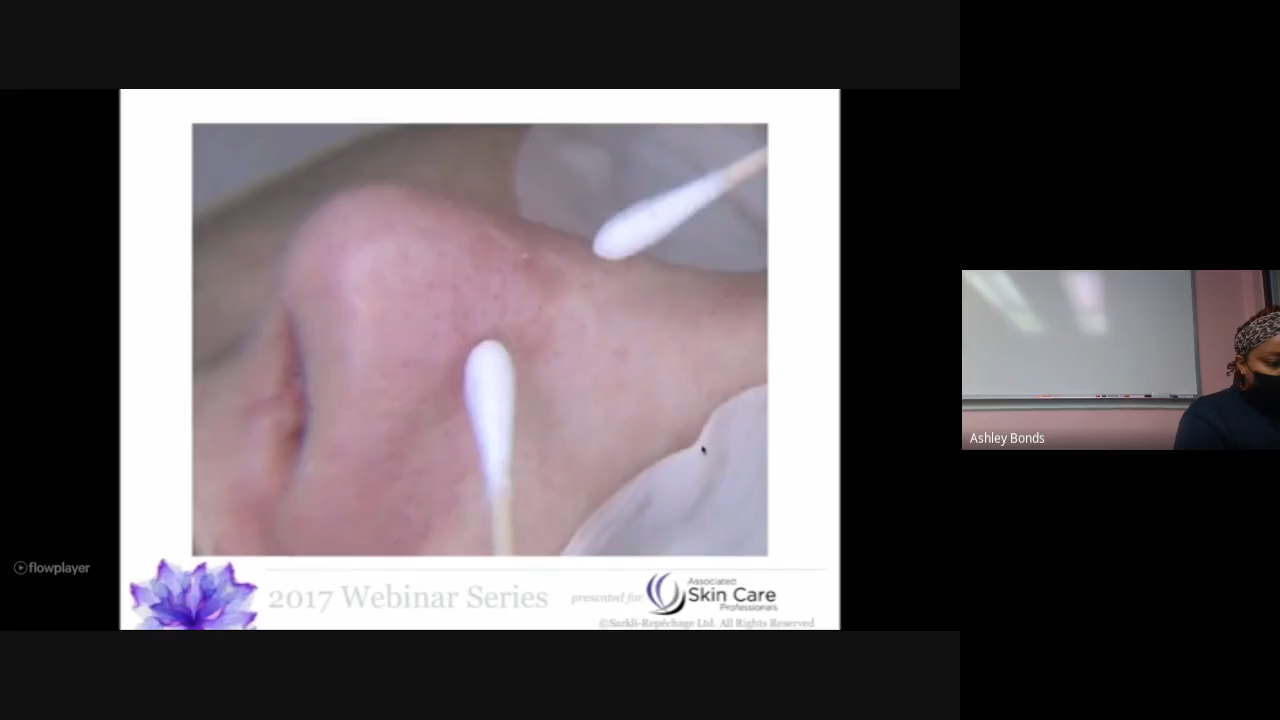 flowplayer
2017 Webinar Series
presented for
Associated
Skin Care
Professionals
©Sarkli-Repêchage Ltd. All Rights Reserved
Ashley Bonds